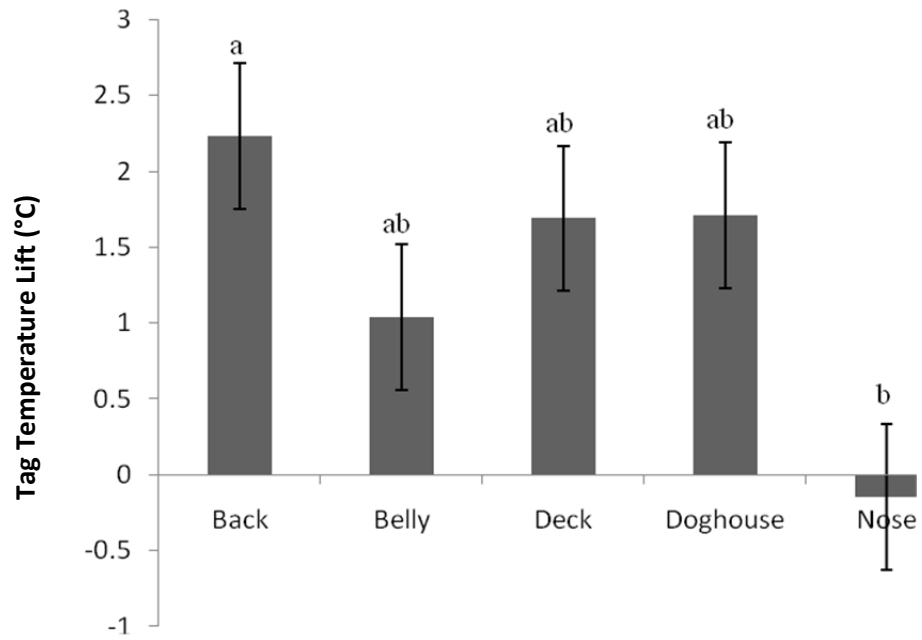 Tag Temperature Lift (°C)
3
2.5
2
1.5
1
0.5
0
-0.5
-1
a
ab
ab
ab
b
Back
Belly
Deck
Doghouse
Nose